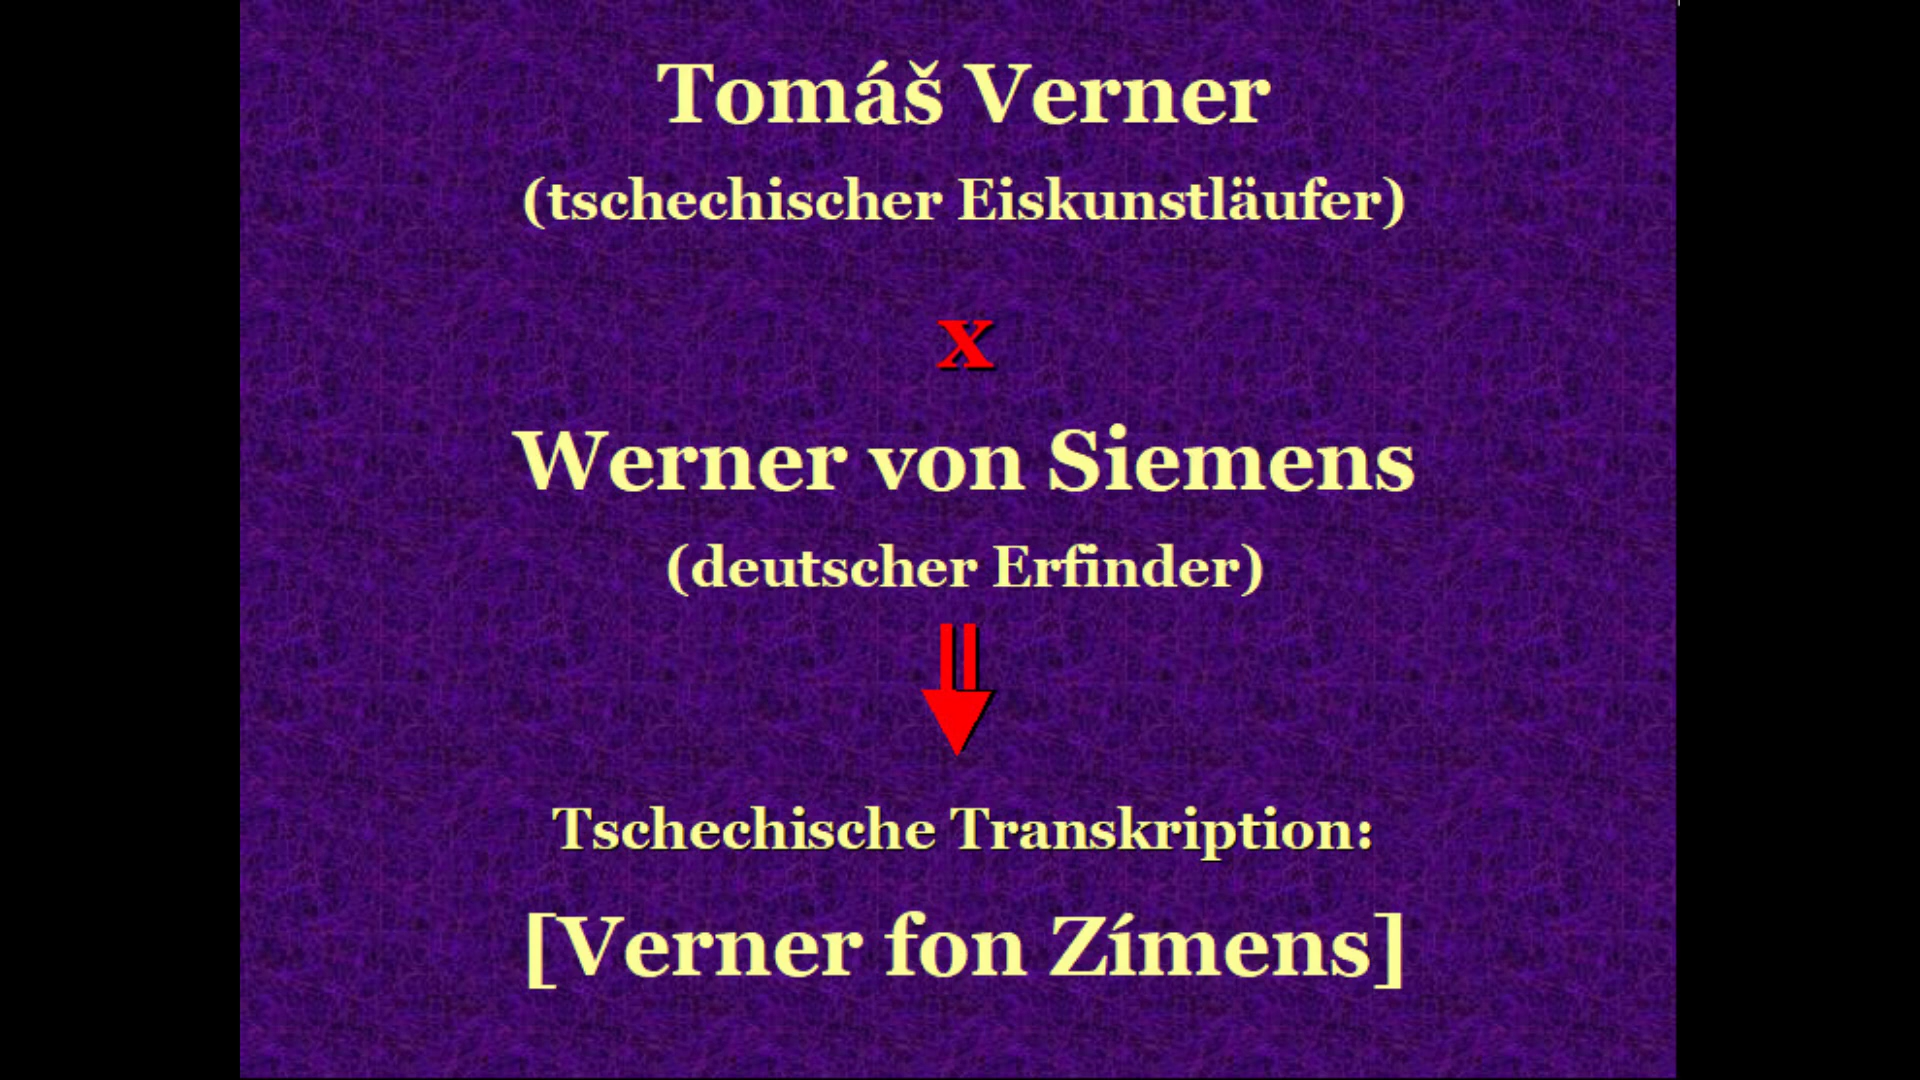 Tomáš Verner
(tschechischer Eiskunstläufer)
x
Werner von Siemens
(deutscher Erfinder)
Tschechische Transkription:
[Verner fon Zímens]